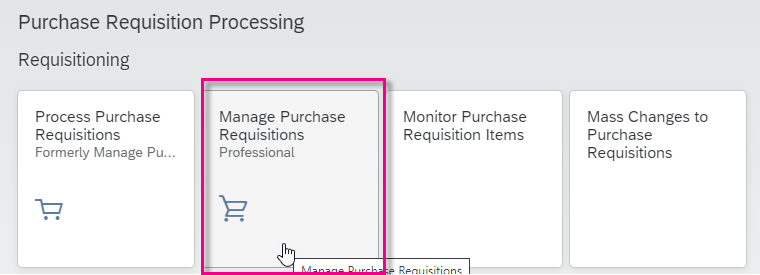 Purchase Requisition Processing
Requisitioning
Process Purchase
Requisitions
Formerly Manage Pu...
Manage Purchase
Requisitions
Professional
Monitor Purchase
Requisition Items
Mass Changes to
Purchase
Requisitions
Manage Purchase Requisitions